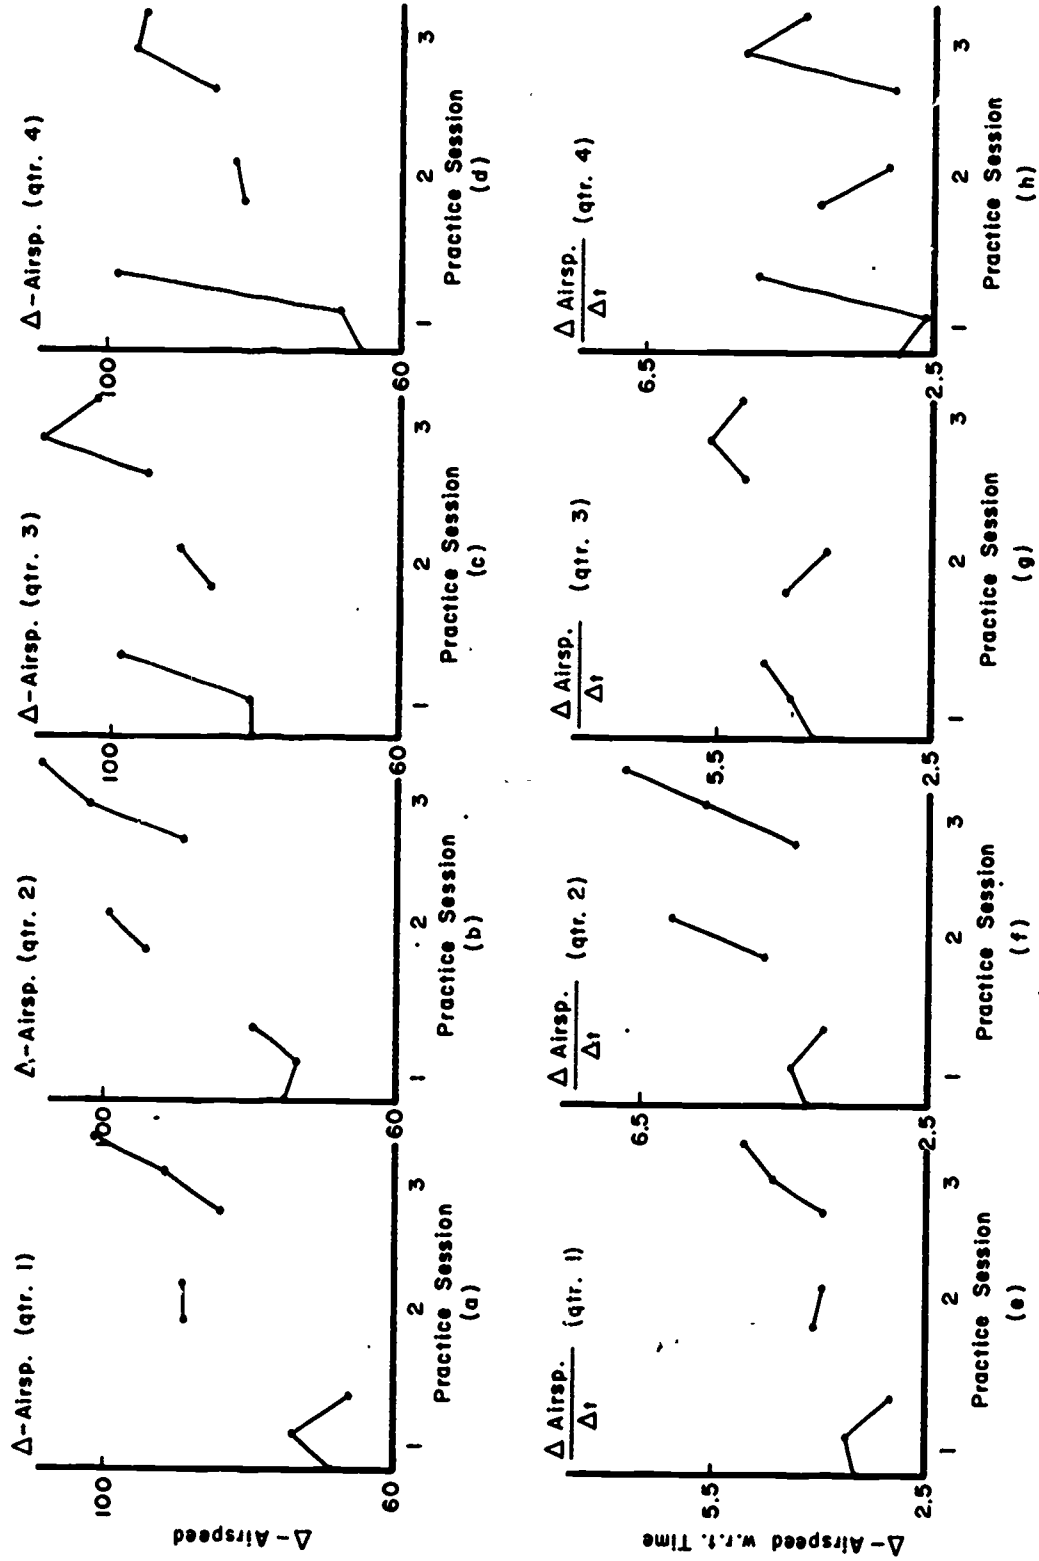 Δ-Airspeed
Δ-Airsp. (qtr. 1)
100
60
1 2 3
Practice Session
(a)
Δ-Airsp. (qtr. 2)
100
60
1 2 3
Practice Session
(b)
Δ-Airsp. (qtr. 3)
100
60
1 2 3
Practice Session
(c)
Δ-Airsp. (qtr. 4)
100
60
1 2 3
Practice Session
(d)
Δ-Airspeed w.r.t. Time
Δ Airsp. (qtr. 1)
Δt
5.5
2.5
1 2 3
Practice Session
(e)
Δ Airsp. (qtr. 2)
Δt
6.5
2.5
1 2 3
Practice Session
(f)
Δ Airsp. (qtr. 3)
Δt
5.5
2.5
1 2 3
Practice Session
(g)
Δ Airsp. (qtr. 4)
Δt
6.5
2.5
1 2 3
Practice Session
(h)